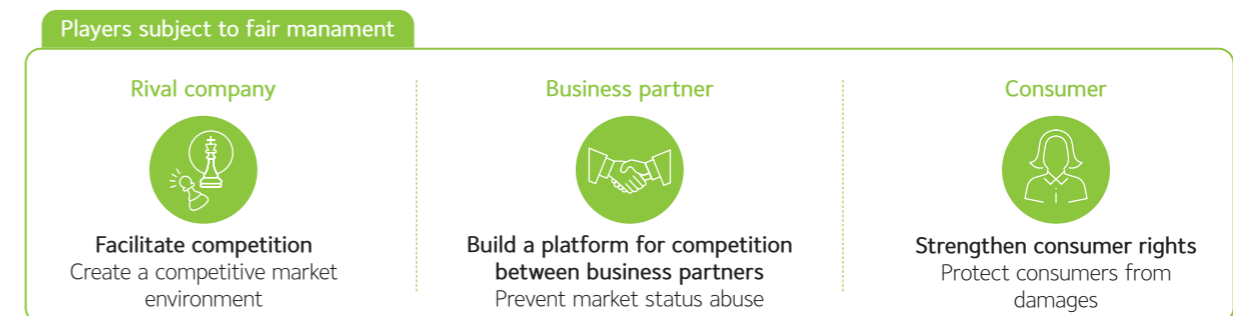 Players subject to fair manament
Rival company
Facilitate competition
Create a competitive market
environment
Business partner
Build a platform for competition
between business partners
Prevent market status abuse
Consumer
Strengthen consumer rights
Protect consumers from
damages